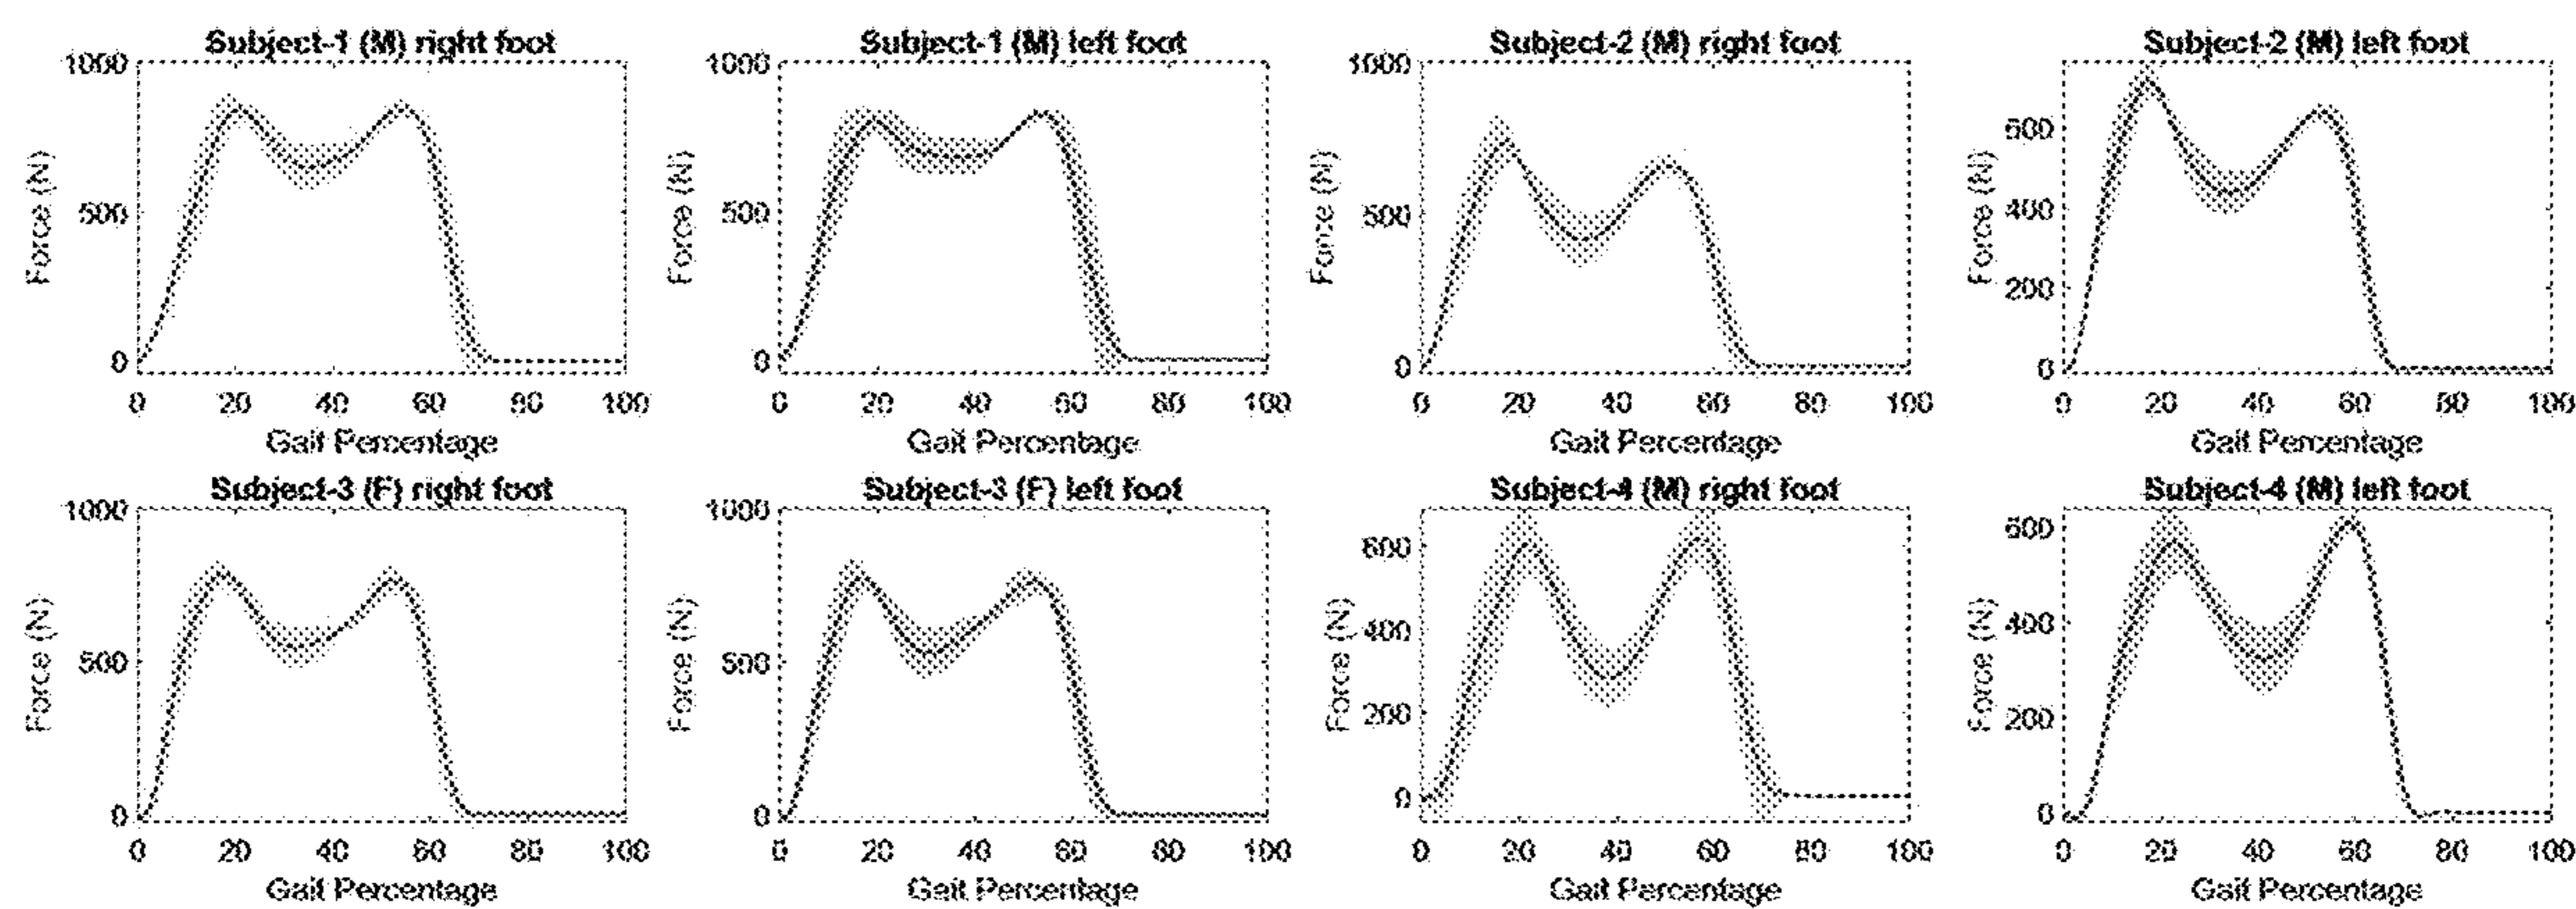 Subject-1 (M) right foot
Subject-1 (M) left foot
Subject-2 (M) right foot
Subject-2 (M) left foot
1000
500
0
Force (N)
0 20 40 60 80 100
Gait Percentage
1000
500
0
Force (N)
0 20 40 60 80 100
Gait Percentage
1000
500
0
Force (N)
0 20 40 60 80 100
Gait Percentage
600
400
200
0
Force (N)
0 20 40 60 80 100
Gait Percentage
Subject-3 (F) right foot
Subject-3 (F) left foot
Subject-4 (M) right foot
Subject-4 (M) left foot
1000
500
0
Force (N)
0 20 40 60 80 100
Gait Percentage
1000
500
0
Force (N)
0 20 40 60 80 100
Gait Percentage
600
400
200
0
Force (N)
0 20 40 60 80 100
Gait Percentage
600
400
200
0
Force (N)
0 20 40 60 80 100
Gait Percentage